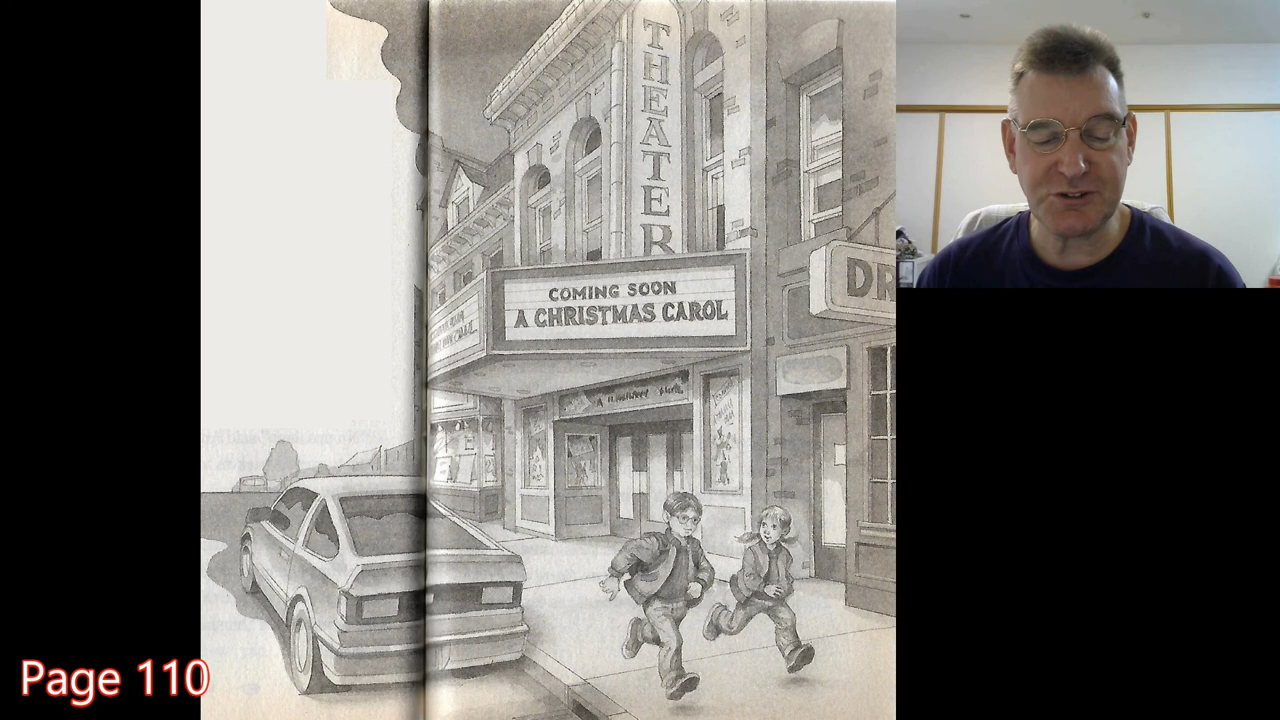 THEATER
COMING SOON
A CHRISTMAS CAROL
DR
Page 110